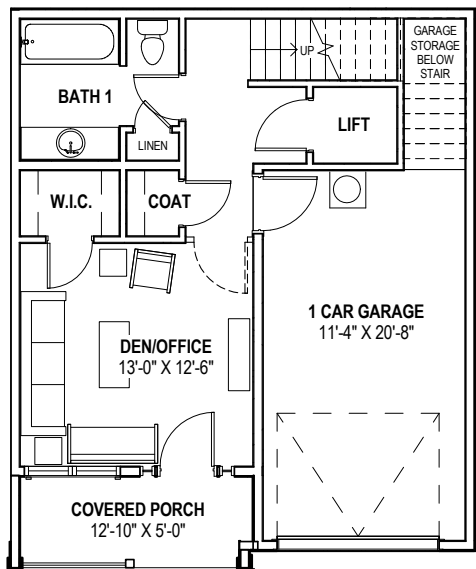 GARAGE
STORAGE
BELOW
STAIR
UP
BATH 1
LIFT
LINEN
W.I.C.
COAT
1 CAR GARAGE
11'-4" X 20'-8"
DEN/OFFICE
13'-0" X 12'-6"
COVERED PORCH
12'-10" X 5'-0"